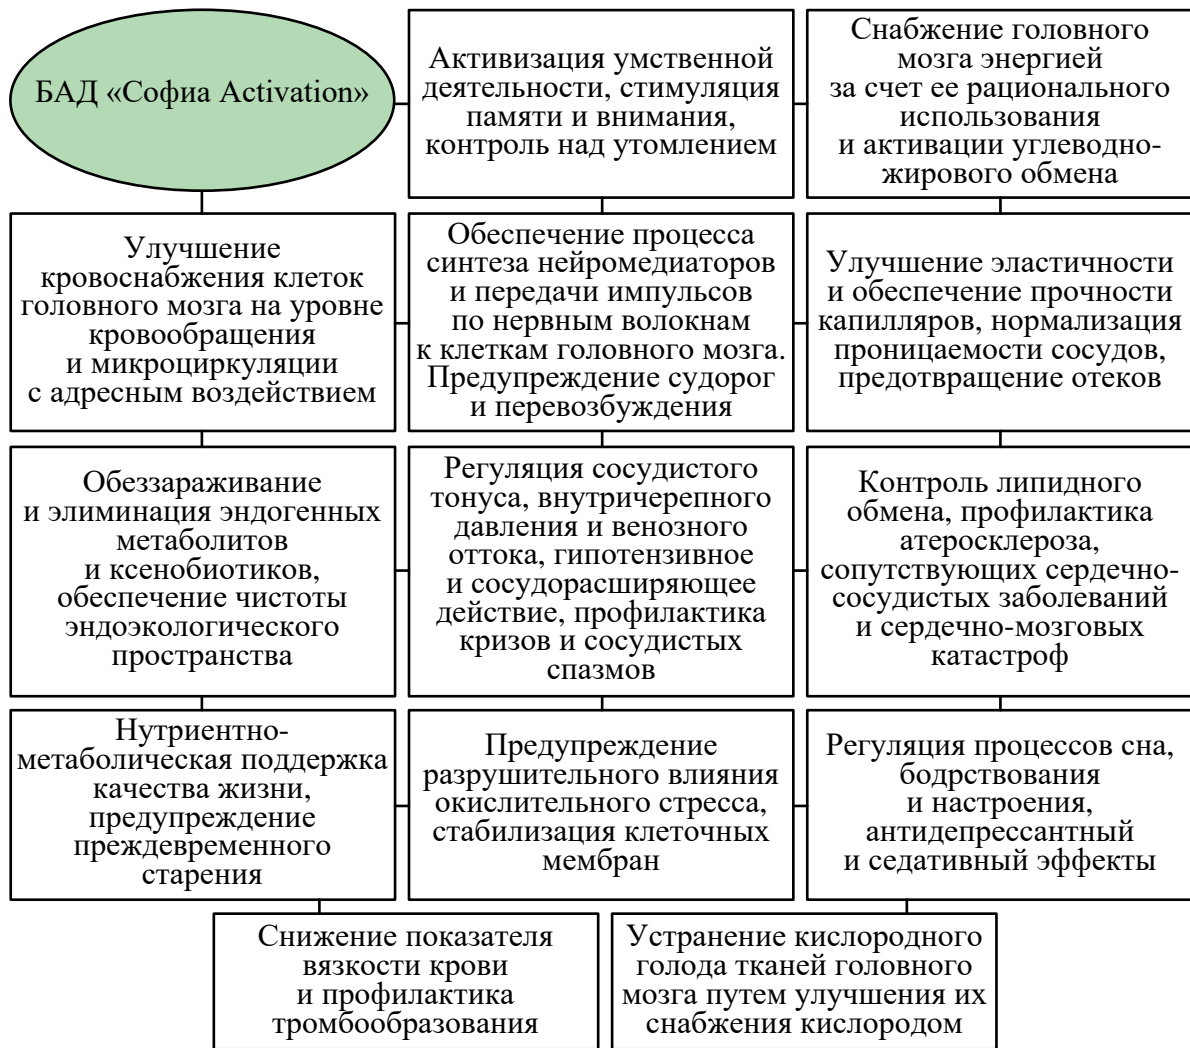 БАД «София Activation»
Активизация умственной
деятельности, стимуляция
памяти и внимания,
контроль над утомлением
Снабжение головного
мозга энергией
за счет ее рационального
использования
и активации углеводно-
жирового обмена
Улучшение
кровоснабжения клеток
головного мозга на уровне
кровообращения
и микроциркуляции
с адресным воздействием
Обеспечение процесса
синтеза нейромедиаторов
и передачи импульсов
по нервным волокнам
к клеткам головного мозга.
Предупреждение судорог
и перевозбуждения
Улучшение эластичности
и обеспечение прочности
капилляров, нормализация
проницаемости сосудов,
предотвращение отеков
Обеззараживание
и элиминация эндогенных
метаболитов
и ксенобиотиков,
обеспечение чистоты
эндоэкологического
пространства
Регуляция сосудистого
тонуса, внутричерепного
давления и венозного
оттока, гипотензивное
и сосудорасширяющее
действие, профилактика
кризов и сосудистых
спазмов
Контроль липидного
обмена, профилактика
атеросклероза,
сопутствующих сердечно-
сосудистых заболеваний
и сердечно-мозговых
катастроф
Нутриентно-
метаболическая поддержка
качества жизни,
предупреждение
преждевременного
старения
Предупреждение
разрушительного влияния
окислительного стресса,
стабилизация клеточных
мембран
Регуляция процессов сна,
бодрствования
и настроения,
антидепрессантный
и седативный эффекты
Снижение показателя
вязкости крови
и профилактика
тромбообразования
Устранение кислородного
голода тканей головного
мозга путем улучшения их
снабжения кислородом